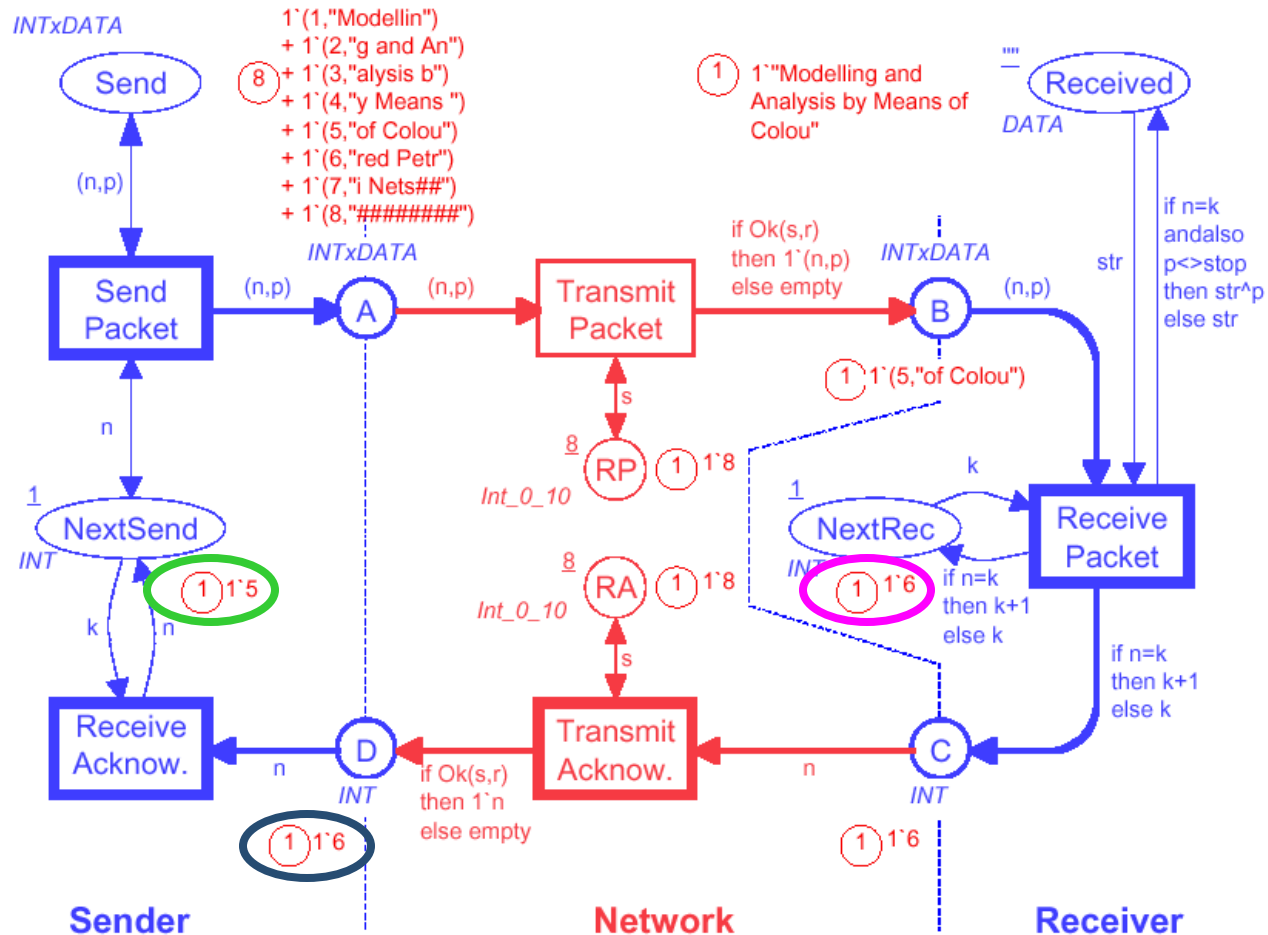 INTxDATA
Send
8
1`(1,"Modellin")
+ 1`(2,"g and An")
+ 1`(3,"alysis b")
+ 1`(4,"y Means ")
+ 1`(5,"of Colou")
+ 1`(6,"red Petr")
+ 1`(7,"i Nets##")
+ 1`(8,"########")
1
1`"Modelling and
Analysis by Means of
Colou"
""
Received
DATA
(n,p)
str
if n=k
andalso
p<>stop
then str^p
else str
Send
Packet
(n,p)
INTxDATA
A
(n,p)
Transmit
Packet
if Ok(s,r)
then 1`(n,p)
else empty
INTxDATA
B
(n,p)
1 1`(5,"of Colou")
n
s
8
RP
Int_0_10
1 1`8
1
NextSend
INT
1 1`5
8
RA
Int_0_10
1 1`8
s
k
1
NextRec
INT
1 1`6
if n=k
then k+1
else k
Receive
Packet
k
n
if n=k
then k+1
else k
Receive
Acknow.
n
D
INT
1 1`6
if Ok(s,r)
then 1`n
else empty
Transmit
Acknow.
n
C
INT
1 1`6
Sender
Network
Receiver